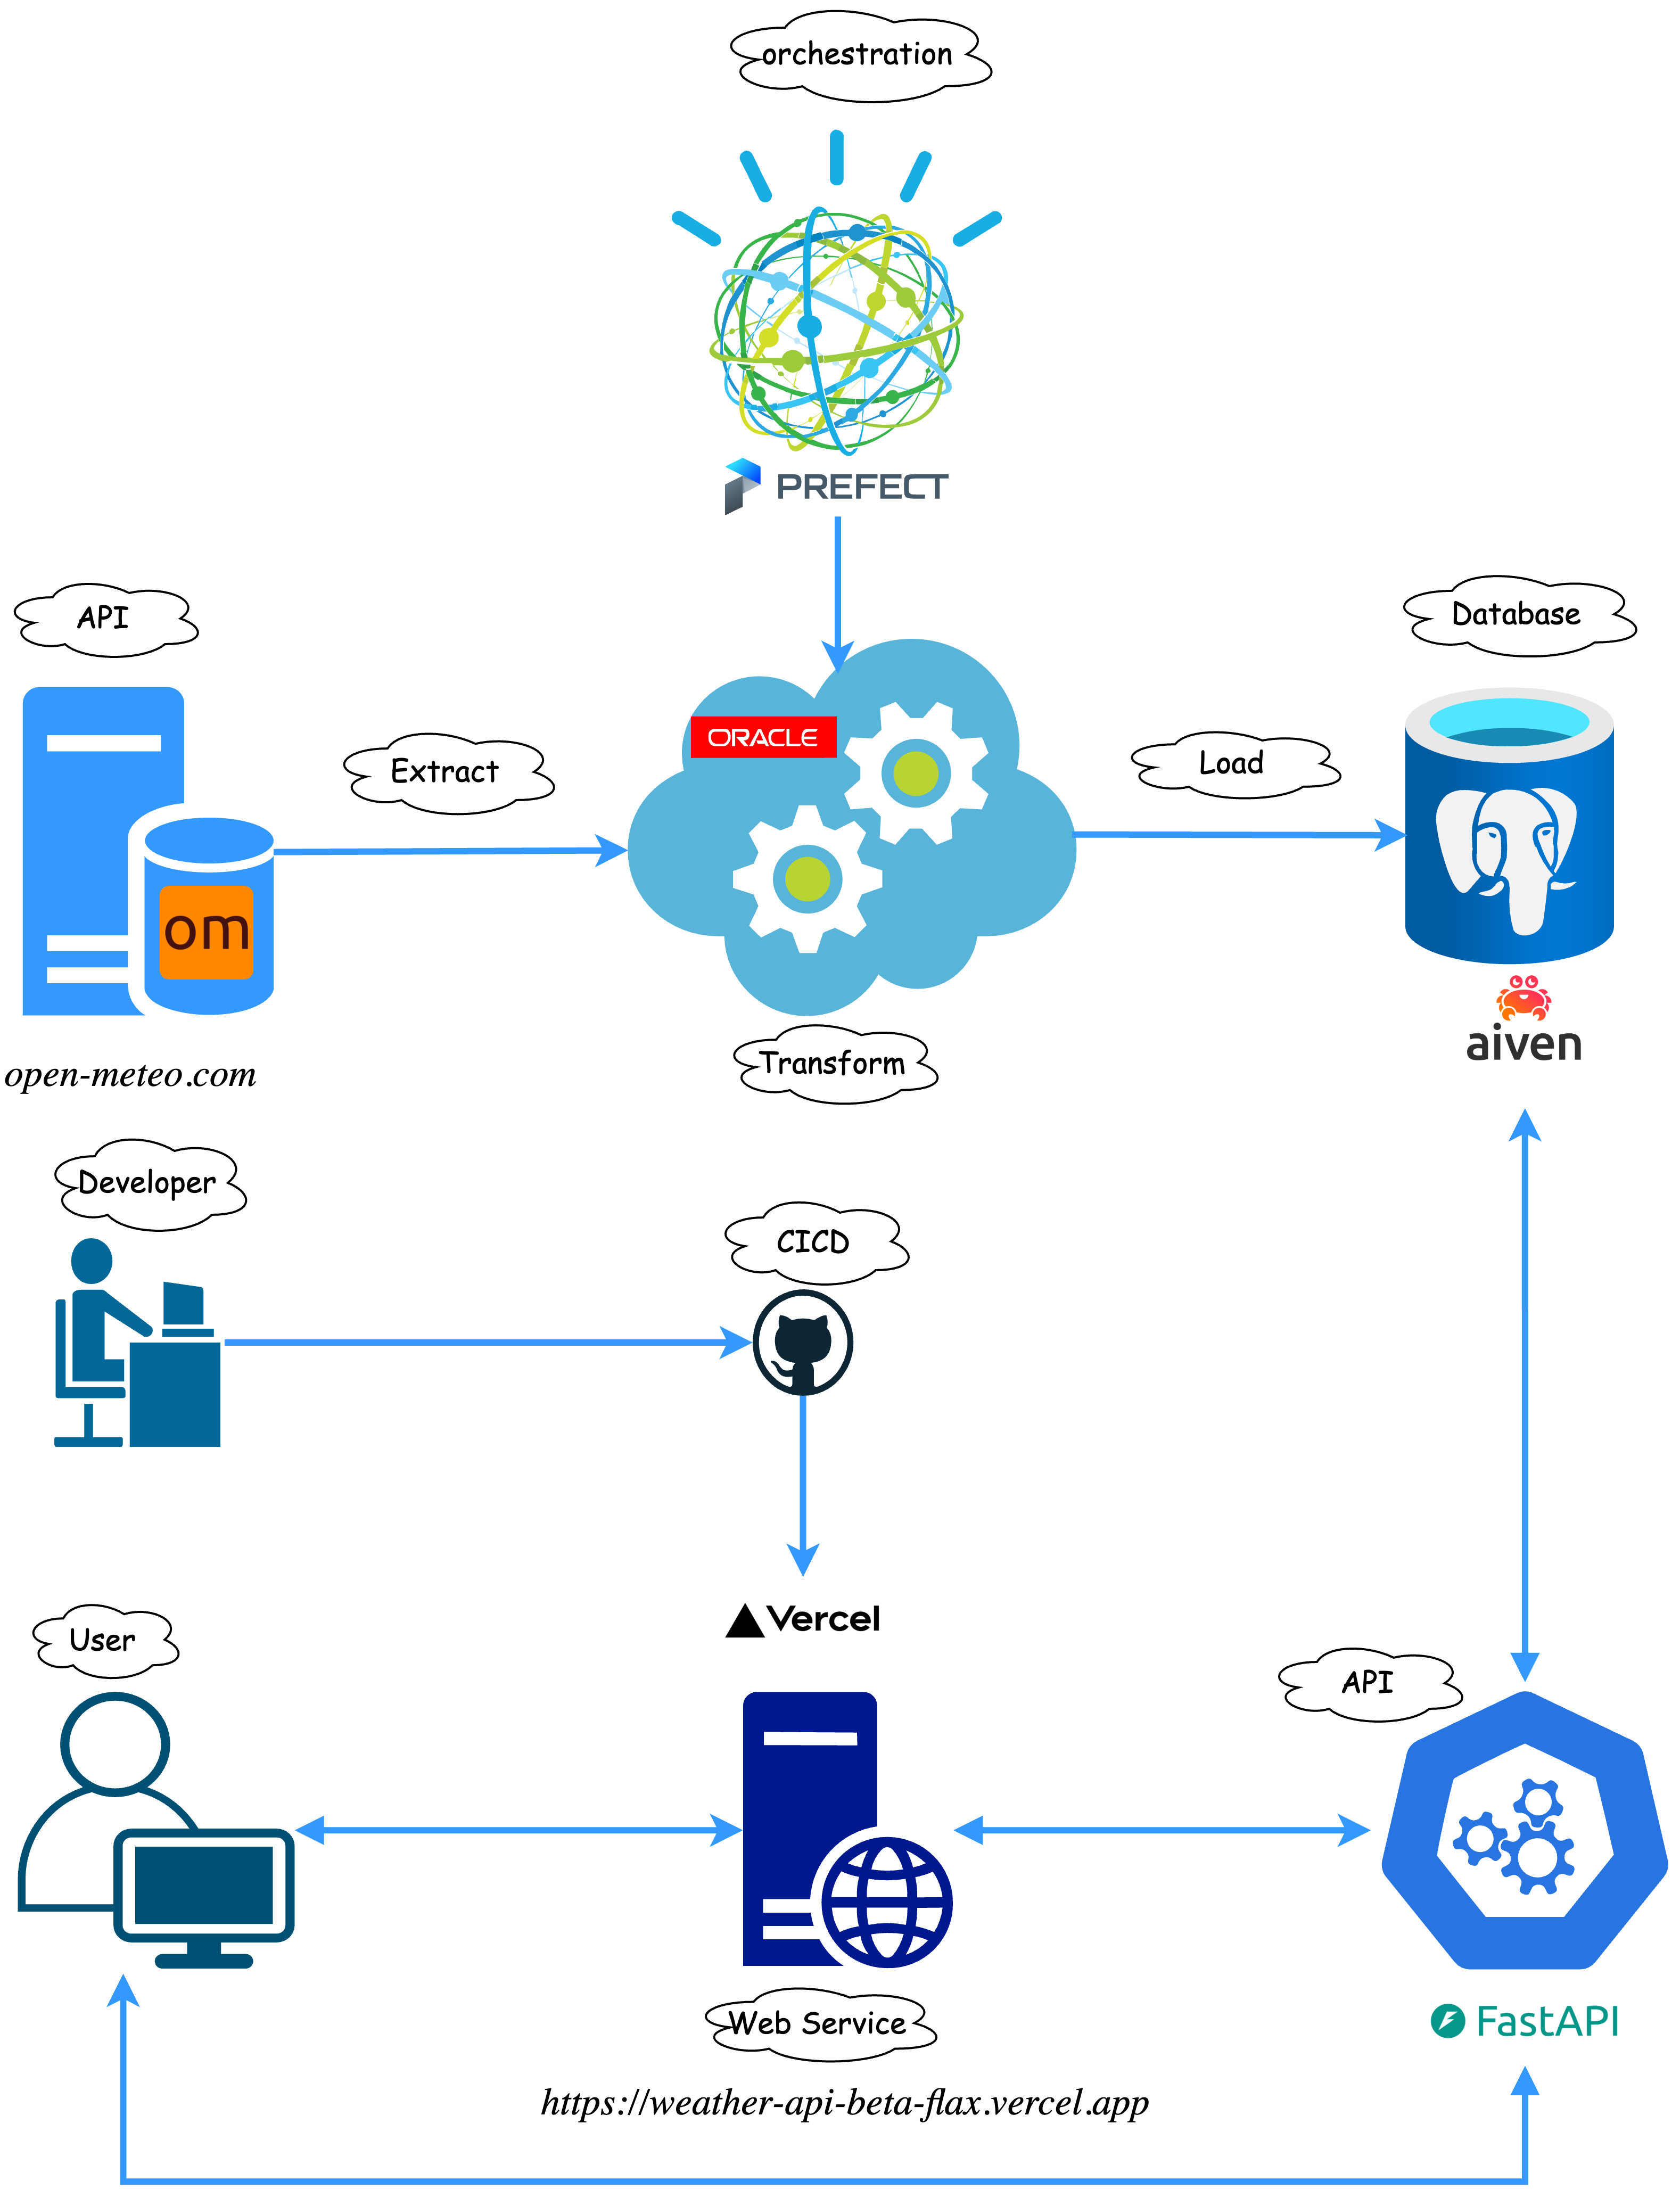 orchestration
PREFECT
API
Database
ORACLE
Extract
Load
om
aiven
Transform
open-meteo.com
Developer
CICD
Vercel
User
API
Web Service
FastAPI
https://weather-api-beta-flax.vercel.app